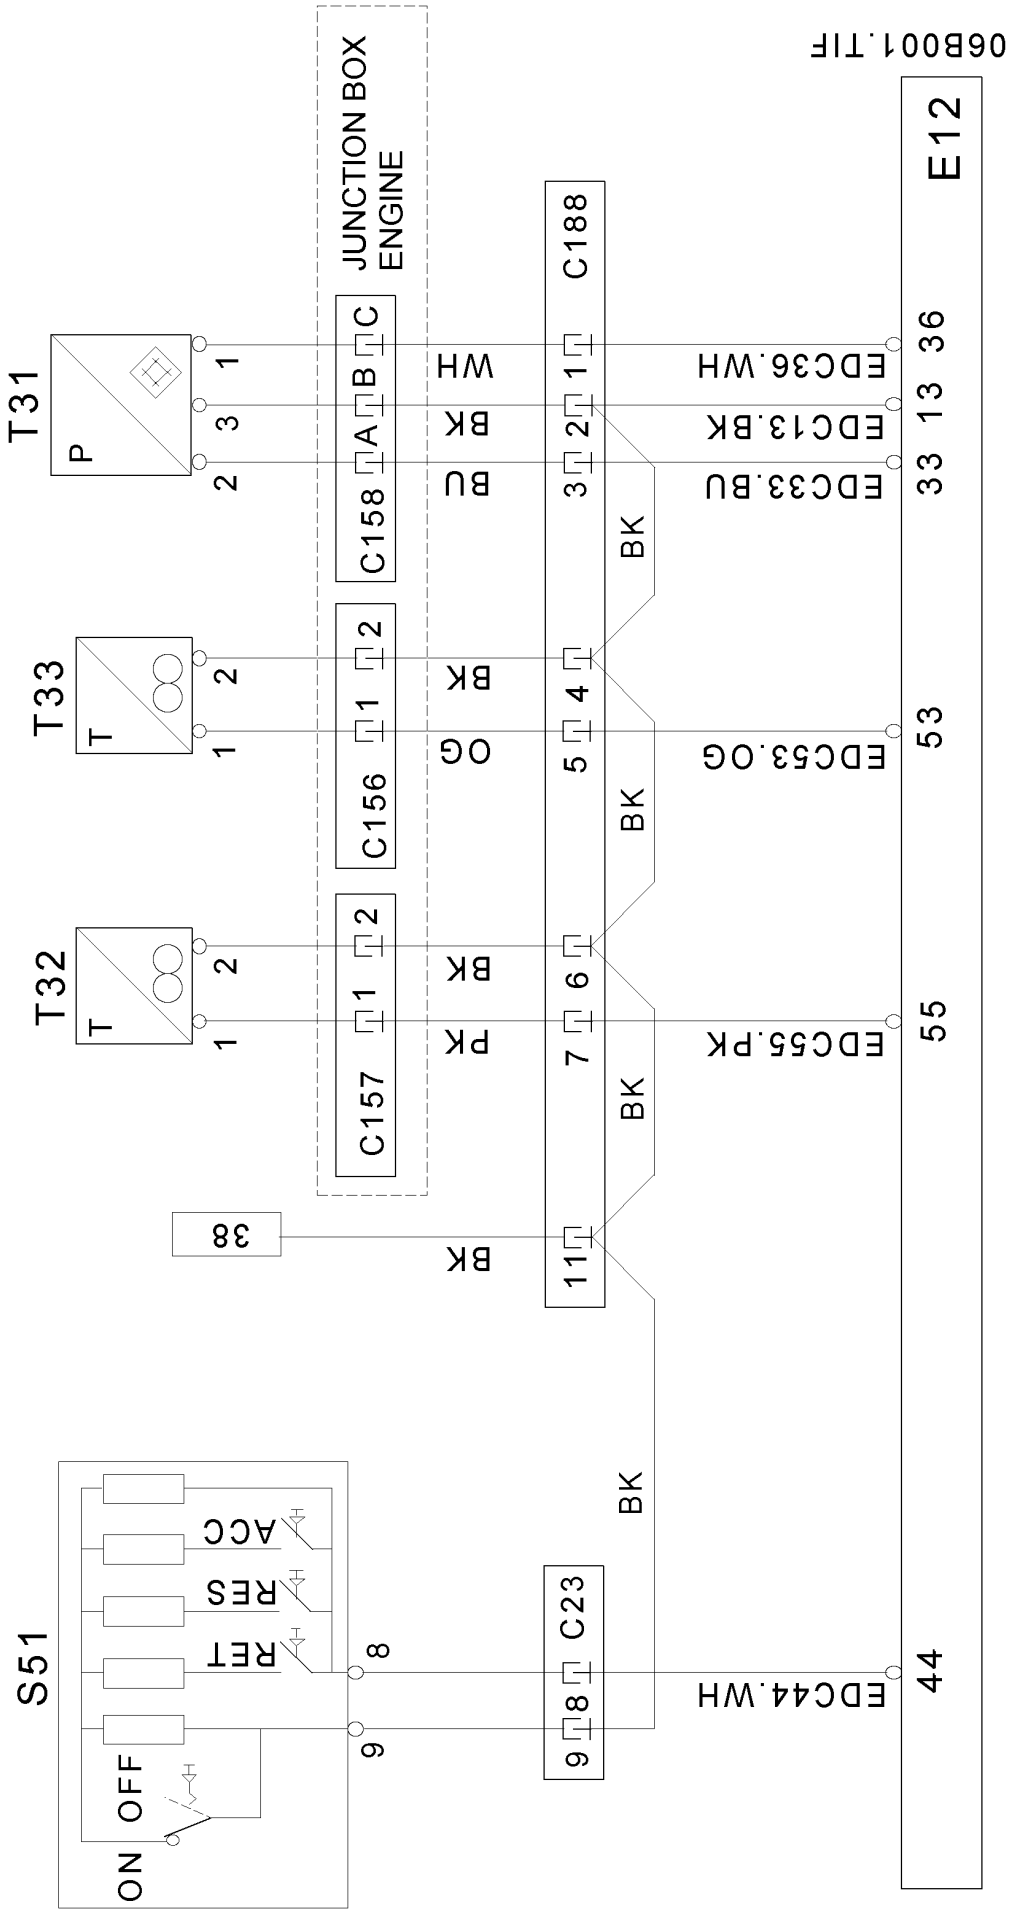 06B001.TIF
T31
P
1
3
2
JUNCTION BOX
ENGINE
C158
A
B
C
WH
BK
BU
C188
1
2
3
EDC36.WH
EDC13.BK
EDC33.BU
E12
36
13
33
BK
T33
T
2
1
C156
1
2
BK
OG
4
5
BK
EDC53.OG
53
T32
T
2
1
C157
1
2
BK
PK
6
7
BK
EDC55.PK
55
38
BK
11
BK
S51
ACC
RES
RET
ON
OFF
8
9
C23
8
9
EDC44.WH
44